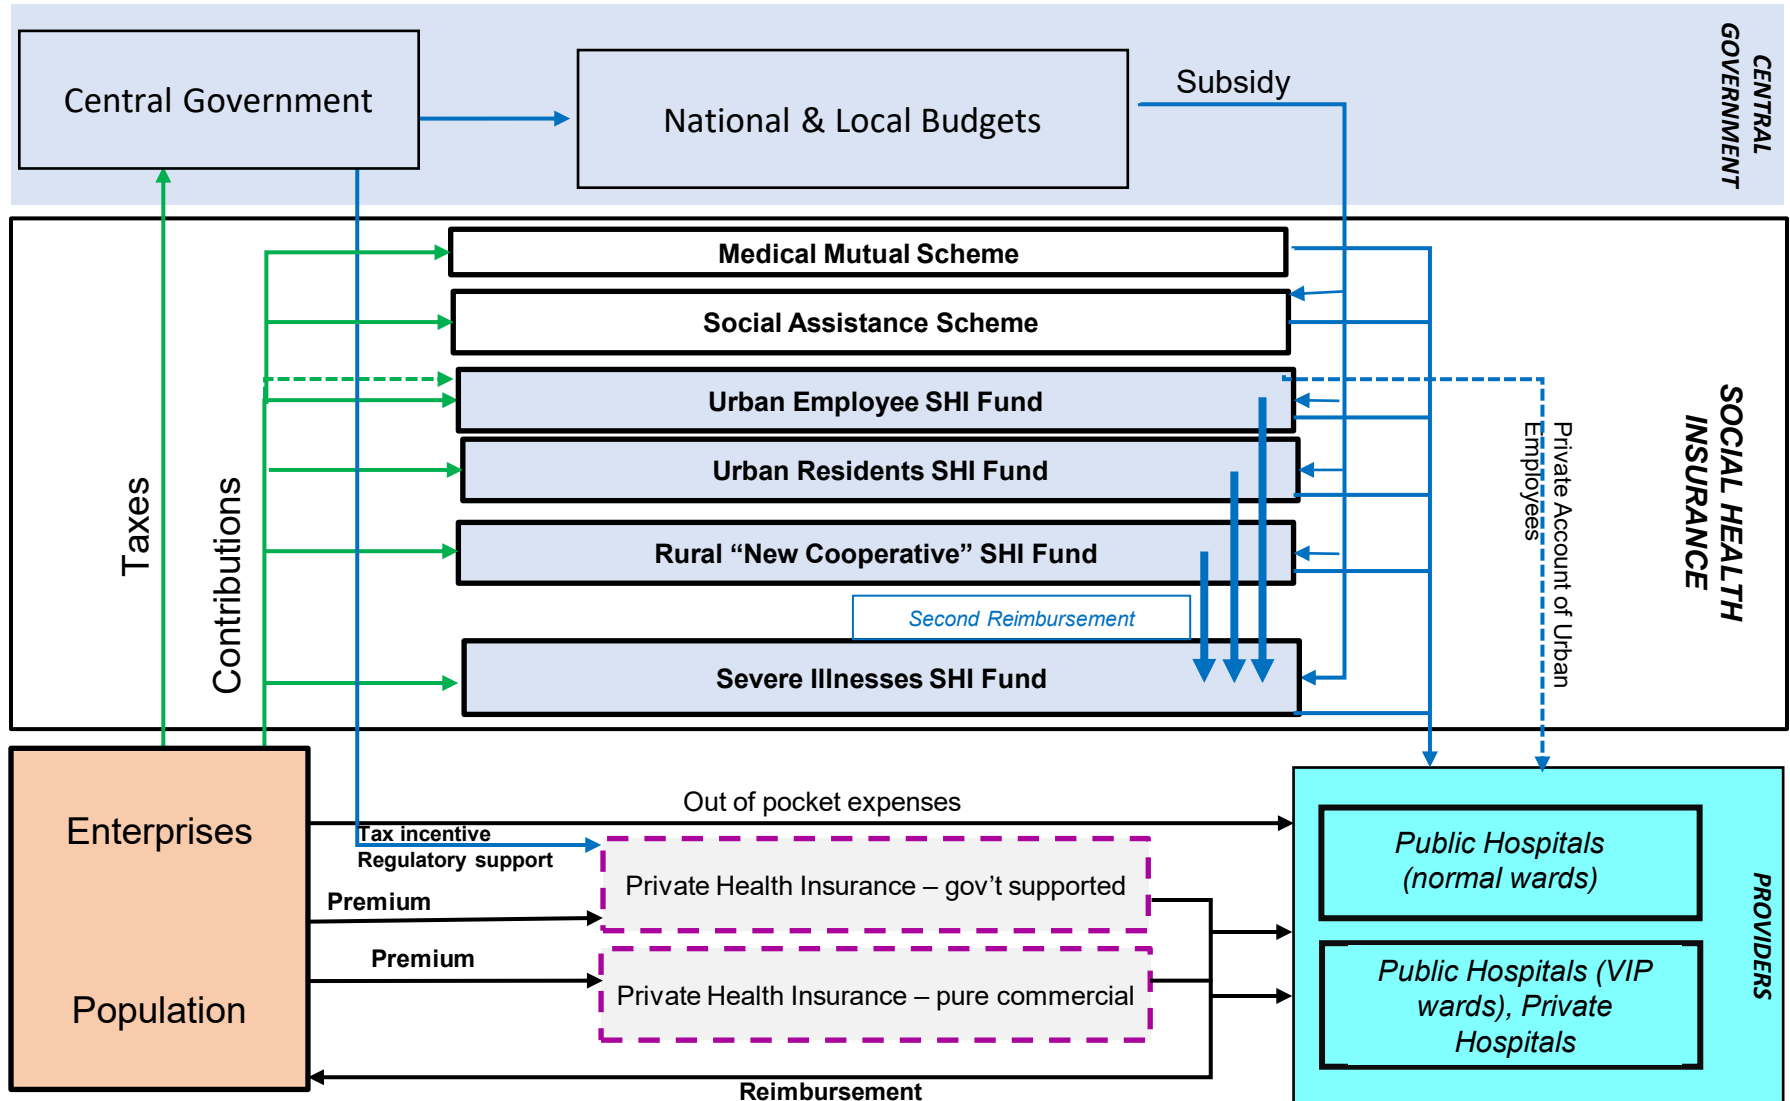 Central Government
National & Local Budgets
Subsidy
CENTRAL
GOVERNMENT
Medical Mutual Scheme
Social Assistance Scheme
Urban Employee SHI Fund
Urban Residents SHI Fund
Rural “New Cooperative” SHI Fund
Second Reimbursement
Severe Illnesses SHI Fund
Taxes
Contributions
Private Account of Urban
Employees
SOCIAL HEALTH
INSURANCE
Enterprises
Population
Out of pocket expenses
Tax incentive
Regulatory support
Private Health Insurance – gov’t supported
Premium
Premium
Private Health Insurance – pure commercial
Reimbursement
Public Hospitals
(normal wards)
Public Hospitals (VIP
wards), Private
Hospitals
PROVIDERS